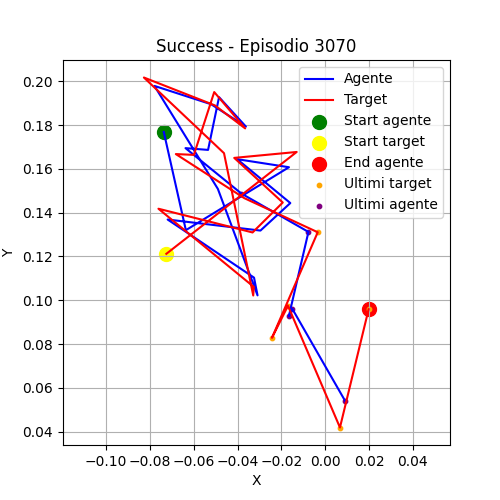 Success - Episodio 3070
Agente
Target
Start agente
Start target
End agente
Ultimi target
Ultimi agente
0.20
0.18
0.16
0.14
0.12
0.10
0.08
0.06
0.04
Y
−0.10 −0.08 −0.06 −0.04 −0.02 0.00 0.02 0.04
X